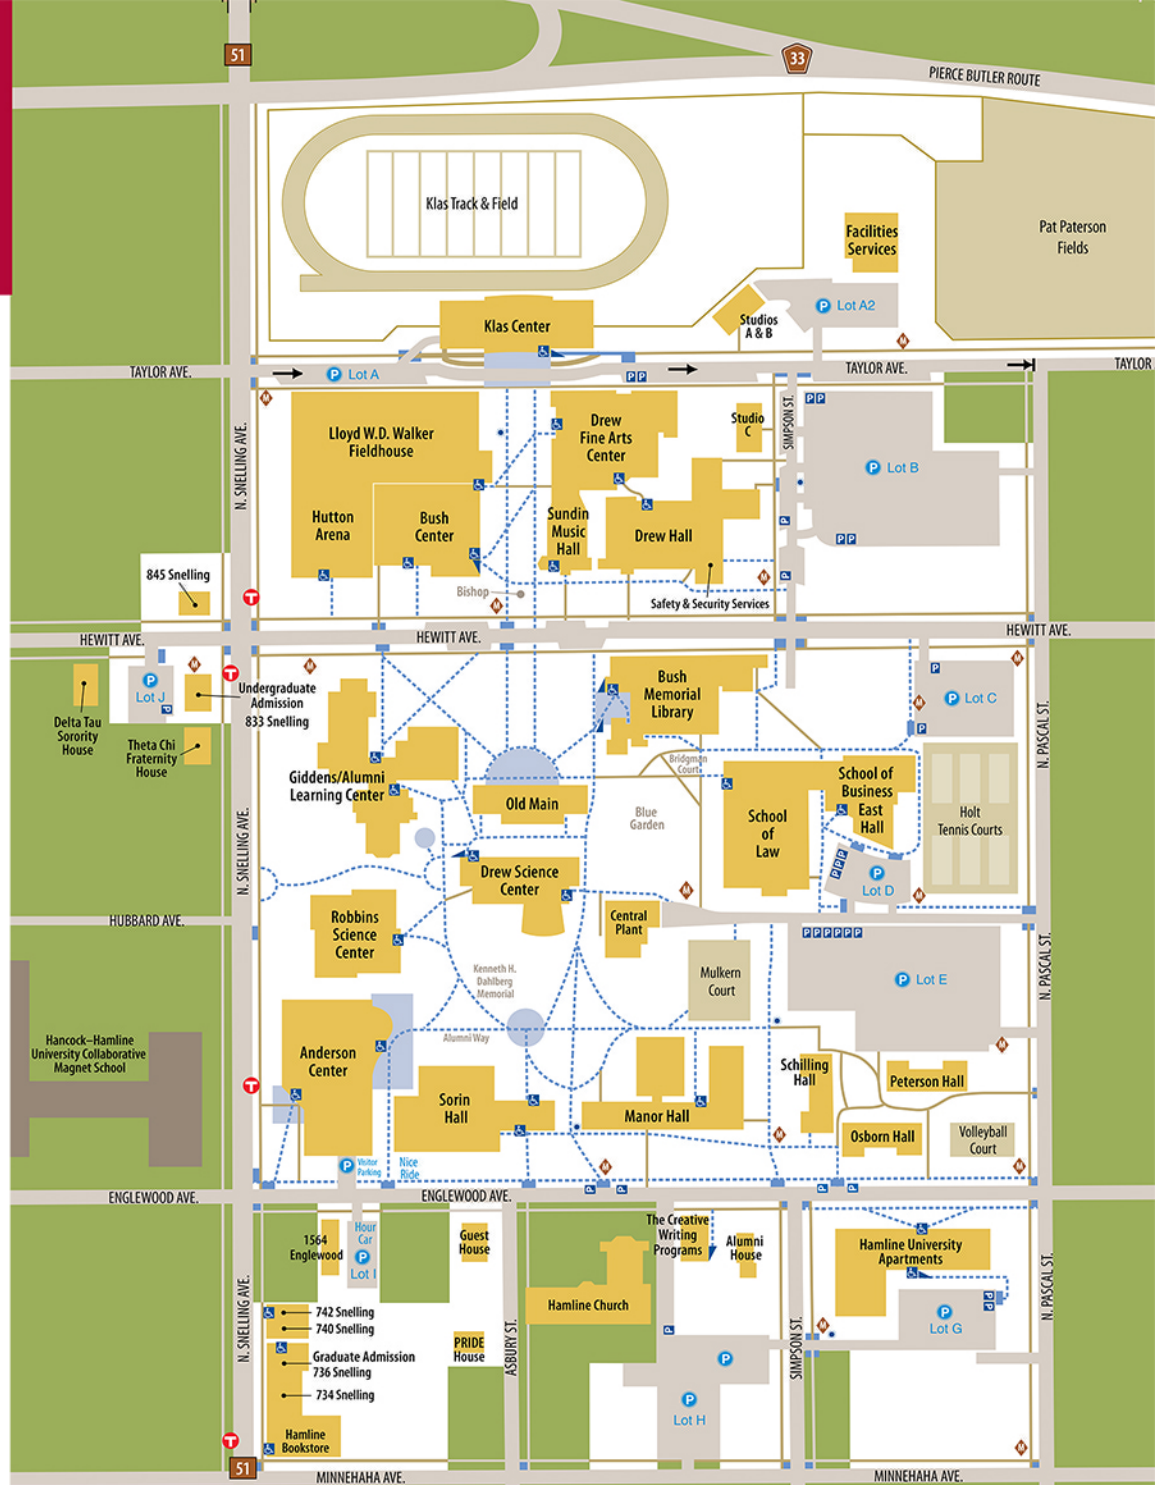 51
33
PIERCE BUTLER ROUTE
Klas Track & Field
Facilities
Services
Pat Paterson
Fields
P Lot A2
Klas Center
Studios
A & B
TAYLOR AVE.
P Lot A
P P
TAYLOR AVE.
TAYLOR
M
M
P P
Lloyd W.D. Walker
Fieldhouse
Drew
Fine Arts
Center
Studio
C
SIMPSON ST.
P Lot B
N. SNELLING AVE.
Hutton
Arena
Bush
Center
Sundin
Music
Hall
Drew Hall
P
P P
845 Snelling
T
Bishop
M
M
P
Safety & Security Services
HEWITT AVE.
HEWITT AVE.
HEWITT AVE.
M
T
M
M
P
Lot J
P
Undergraduate
Admission
833 Snelling
Delta Tau
Sorority
House
Theta Chi
Fraternity
House
Bush
Memorial
Library
P
P Lot C
M
P
N. PASCAL ST.
Giddens/Alumni
Learning Center
Bridgman
Court
School of
Business
East
Hall
Old Main
Blue
Garden
School
of
Law
Holt
Tennis Courts
N. SNELLING AVE.
Drew Science
Center
P P P
P
Lot D
M
M
HUBBARD AVE.
Robbins
Science
Center
Central
Plant
P P P P P P
Kenneth H.
Dahlberg
Memorial
Mulkern
Court
P Lot E
N. PASCAL ST.
Alumni Way
M
Hancock–Hamline
University Collaborative
Magnet School
Anderson
Center
T
Schilling
Hall
Peterson Hall
Sorin
Hall
Manor Hall
M
Osborn Hall
Volleyball
Court
P
Visitor
Parking
Nice
Ride
M
M
P P
P P
ENGLEWOOD AVE.
ENGLEWOOD AVE.
1564
Englewood
Hour
Car
P
Lot I
Guest
House
The Creative
Writing
Programs
Alumni
House
Hamline University
Apartments
N. SNELLING AVE.
Hamline Church
P
P
P
Lot G
N. PASCAL ST.
742 Snelling
740 Snelling
PRIDE
House
ASBURY ST.
P
SIMPSON ST.
M
Graduate Admission
736 Snelling
734 Snelling
P
P
Lot H
Hamline
Bookstore
T
M
51
MINNEHAHA AVE.
MINNEHAHA AVE.